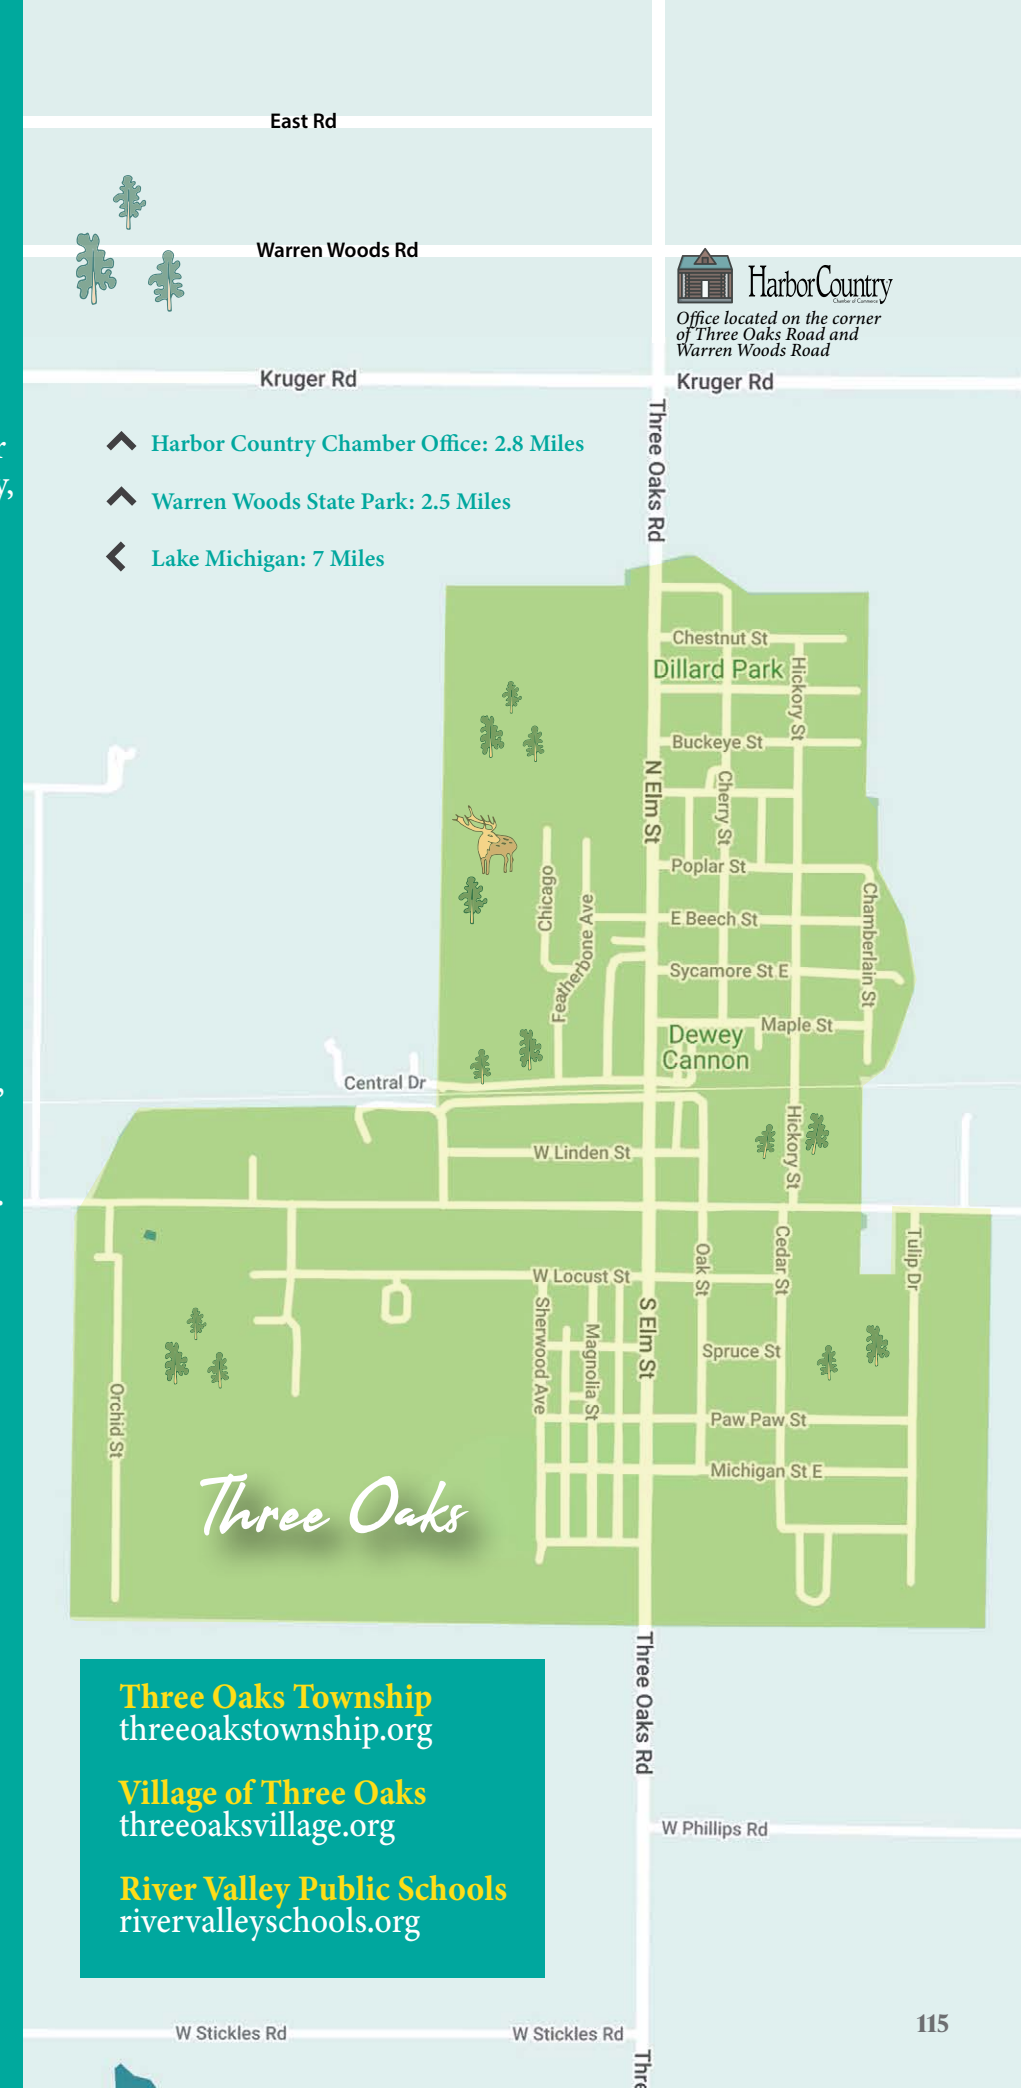 East Rd
Warren Woods Rd
HarborCountry
Chamber of Commerce
Office located on the corner
of Three Oaks Road and
Warren Woods Road
Kruger Rd
Kruger Rd
Three Oaks Rd
r
y,
Harbor Country Chamber Office: 2.8 Miles
Warren Woods State Park: 2.5 Miles
Lake Michigan: 7 Miles
Chestnut St
Dillard Park
Hickory St
Buckeye St
N Elm St
Cherry St
Poplar St
Chicago
Featherbone Ave
E Beech St
Chamberlain St
Sycamore St E
Maple St
Dewey
Cannon
,
Central Dr
Hickory St
W Linden St
.
Tulip Dr
Cedar St
Oak St
W Locust St
Sherwood Ave
Magnolia St
S Elm St
Spruce St
Orchid St
Paw Paw St
Michigan St E
Three Oaks
Three Oaks Rd
Three Oaks Township
threeoakstownship.org
Village of Three Oaks
threeoaksvillage.org
River Valley Public Schools
rivervalleyschools.org
W Phillips Rd
W Stickles Rd
W Stickles Rd
Thre
115